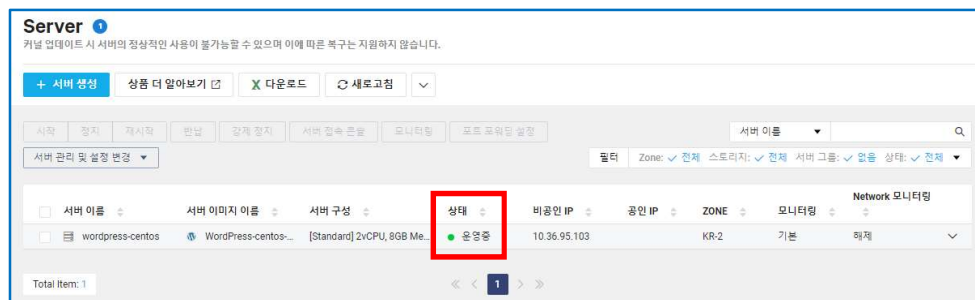 Server 1
커널 업데이트 시 서버의 정상적인 사용이 불가능할 수 있으며 이에 따른 복구는 지원하지 않습니다.
+ 서버 생성 상품 더 알아보기 다운로드 새로고침
시작 정지 재시작 반납 강제 정지 서버 접속 콘솔 모니터링 포트 포워딩 설정 서버 이름
서버 관리 및 설정 변경 필터 Zone: 전체 스토리지: 전체 서버 그룹: 없음 상태: 전체
서버 이름 서버 이미지 이름 서버 구성 상태 비공인 IP 공인 IP ZONE 모니터링 Network 모니터링
wordpress-centos WordPress-centos-... [Standard] 2vCPU, 8GB Me... 운영중 10.36.95.103 KR-2 기본 해제
Total Item: 1 « < 1 > »